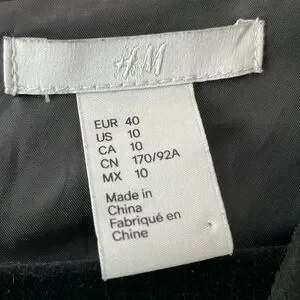 H&M
EUR 40
US 10
CA 10
CN 170/92A
MX 10
Made in
China
Fabriqué en
Chine